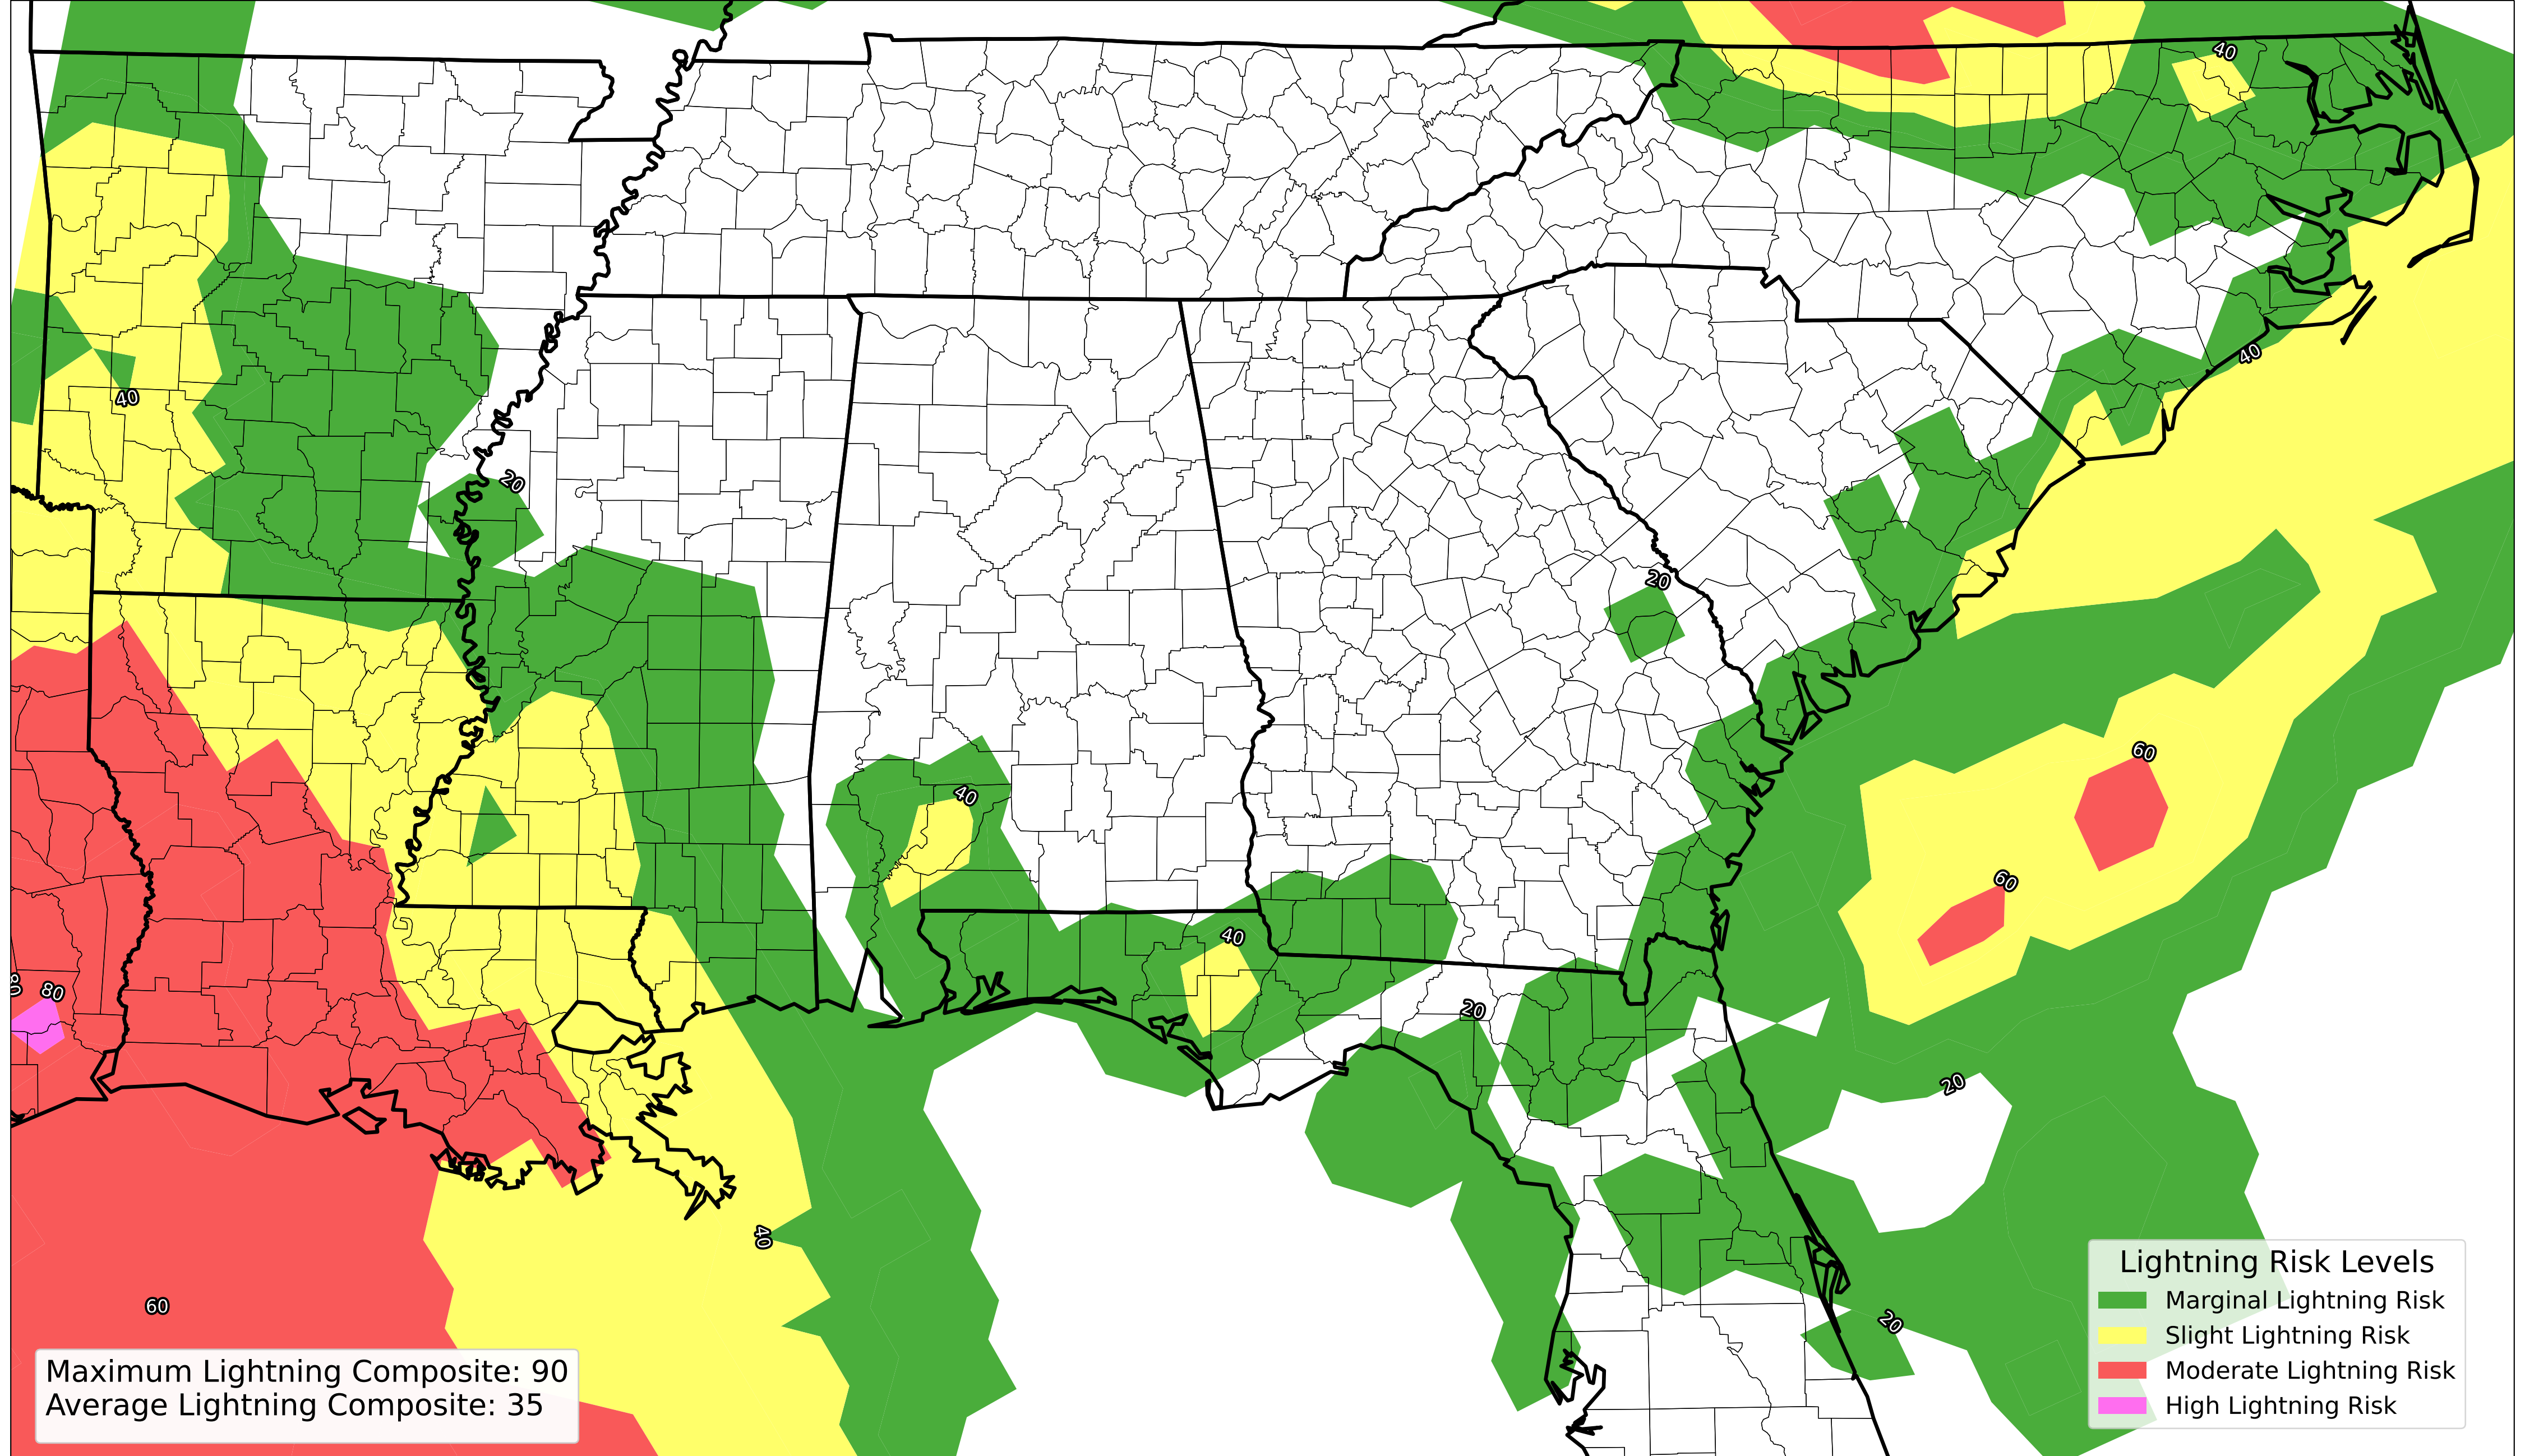 40
40
40
20
20
40
60
60
40
80
20
20
40
20
60
Lightning Risk Levels
Marginal Lightning Risk
Slight Lightning Risk
Moderate Lightning Risk
High Lightning Risk
Maximum Lightning Composite: 90
Average Lightning Composite: 35